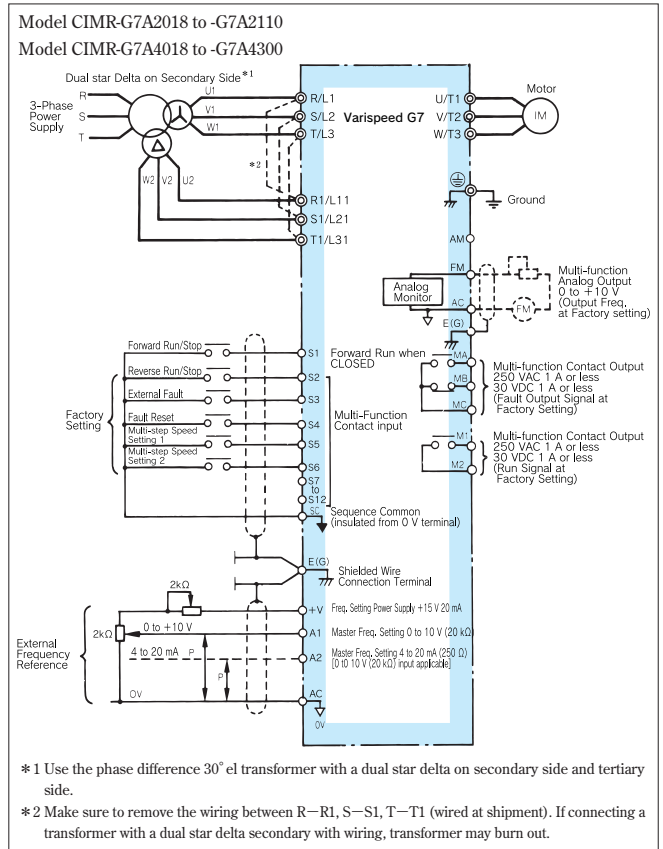 Model CIMR-G7A2018 to -G7A2110
Model CIMR-G7A4018 to -G7A4300
Dual star Delta on Secondary Side*1
3-Phase
Power
Supply
R
S
T
U1
V1
W1
W2 V2 U2
*2
R/L1
S/L2
T/L3
R1/L11
S1/L21
T1/L31
Varispeed G7
U/T1
V/T2
W/T3
Motor
IM
Ground
AM
FM
Analog
Monitor
AC
E(G)
FM
Multi-function
Analog Output
0 to +10 V
(Output Freq.
at Factory setting)
Forward Run/Stop
S1
Forward Run when
CLOSED
Reverse Run/Stop
S2
External Fault
S3
Factory
Setting
Fault Reset
S4
Multi-step Speed
Setting 1
S5
Multi-step Speed
Setting 2
S6
S7
to
S12
Multi-Function
Contact input
SC
Sequence Common
(insulated from 0 V terminal)
MA
MB
MC
Multi-function Contact Output
250 VAC 1 A or less
30 VDC 1 A or less
(Fault Output Signal at
Factory Setting)
M1
M2
Multi-function Contact Output
250 VAC 1 A or less
30 VDC 1 A or less
(Run Signal at
Factory Setting)
E(G)
Shielded Wire
Connection Terminal
External
Frequency
Reference
2kΩ
2kΩ
0 to +10 V
4 to 20 mA
P
P
0V
+V
Freq. Setting Power Supply +15 V 20 mA
A1
Master Freq. Setting 0 to 10 V (20 kΩ)
A2
Master Freq. Setting 4 to 20 mA (250 Ω)
[0 t0 10 V (20 kΩ) input applicable]
AC
0V
*1 Use the phase difference 30° el transformer with a dual star delta on secondary side and tertiary
side.
*2 Make sure to remove the wiring between R—R1, S—S1, T—T1 (wired at shipment). If connecting a
transformer with a dual star delta secondary with wiring, transformer may burn out.